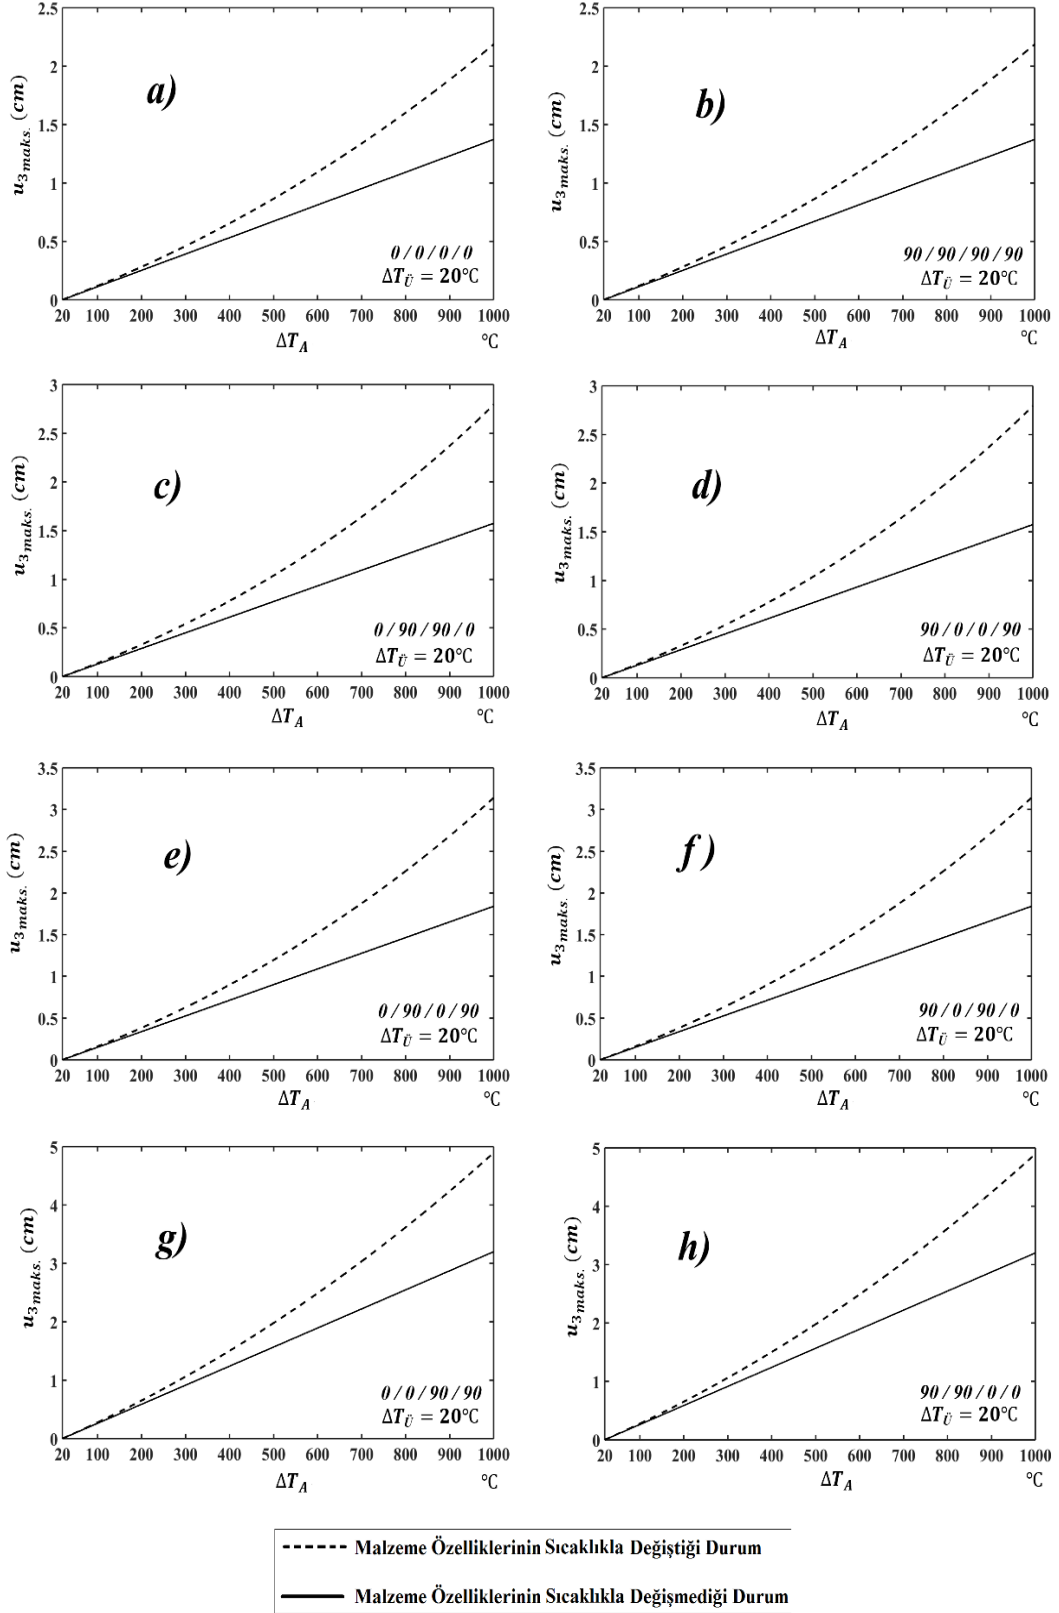 a)
u3maks. (cm)
2.5
2
1.5
1
0.5
0
0/0/0/0
ΔTÜ = 20°C
20 100 200 300 400 500 600 700 800 900 1000
ΔTA °C
b)
u3maks. (cm)
2.5
2
1.5
1
0.5
0
90/90/90/90
ΔTÜ = 20°C
20 100 200 300 400 500 600 700 800 900 1000
ΔTA °C
c)
u3maks. (cm)
3
2.5
2
1.5
1
0.5
0
0/90/90/0
ΔTÜ = 20°C
20 100 200 300 400 500 600 700 800 900 1000
ΔTA °C
d)
u3maks. (cm)
3
2.5
2
1.5
1
0.5
0
90/0/0/90
ΔTÜ = 20°C
20 100 200 300 400 500 600 700 800 900 1000
ΔTA °C
e)
u3maks. (cm)
3.5
3
2.5
2
1.5
1
0.5
0
0/90/0/90
ΔTÜ = 20°C
20 100 200 300 400 500 600 700 800 900 1000
ΔTA °C
f)
u3maks. (cm)
3.5
3
2.5
2
1.5
1
0.5
0
90/0/90/0
ΔTÜ = 20°C
20 100 200 300 400 500 600 700 800 900 1000
ΔTA °C
g)
u3maks. (cm)
5
4
3
2
1
0
0/0/90/90
ΔTÜ = 20°C
20 100 200 300 400 500 600 700 800 900 1000
ΔTA °C
h)
u3maks. (cm)
5
4
3
2
1
0
90/90/0/0
ΔTÜ = 20°C
20 100 200 300 400 500 600 700 800 900 1000
ΔTA °C
Malzeme Özelliklerinin Sıcaklıkla Değiştiği Durum
Malzeme Özelliklerinin Sıcaklıkla Değişmediği Durum